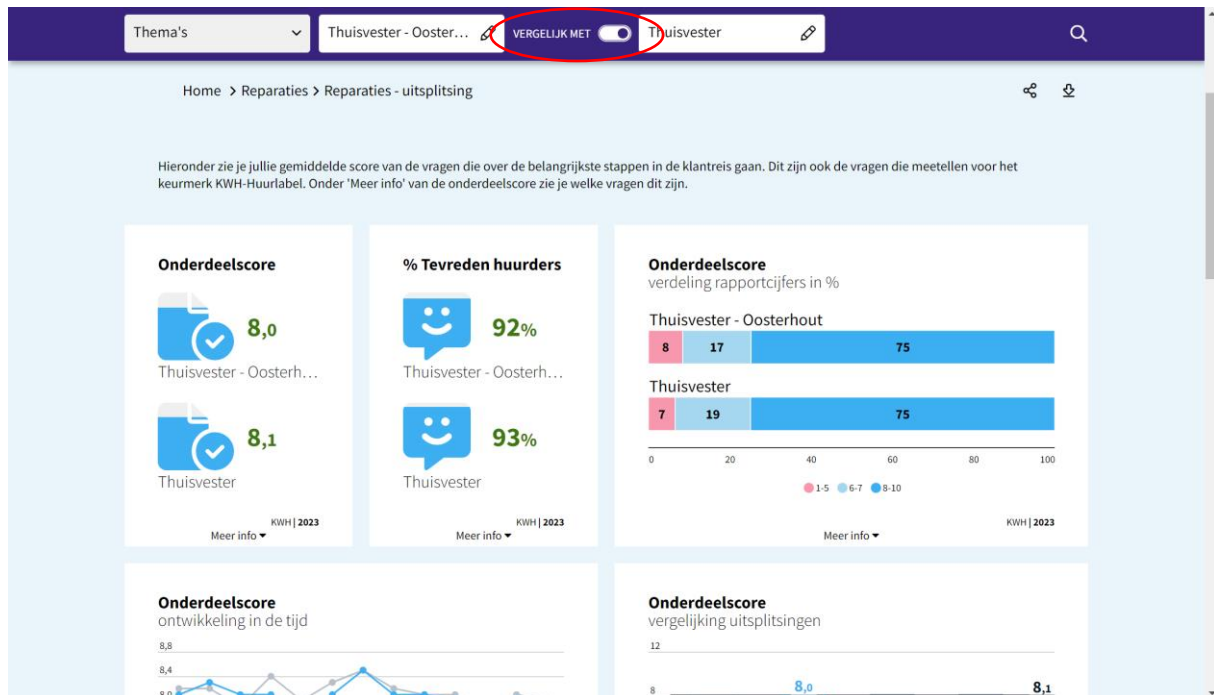 Thema's
Thuisvester - Ooster...
VERGELIJK MET
Thuisvester
Home > Reparaties > Reparaties - uitsplitsing
Hieronder zie je jullie gemiddelde score van de vragen die over de belangrijkste stappen in de klantreis gaan. Dit zijn ook de vragen die meetellen voor het
keurmerk KWH-Huurlabel. Onder 'Meer info' van de onderdeelscore zie je welke vragen dit zijn.
Onderdeelscore
8,0
Thuisvester - Oosterh...
8,1
Thuisvester
KWH | 2023
Meer info
% Tevreden huurders
92%
Thuisvester - Oosterh...
93%
Thuisvester
KWH | 2023
Meer info
Onderdeelscore
verdeling rapportcijfers in %
Thuisvester - Oosterhout
8 17 75
Thuisvester
7 19 75
0 20 40 60 80 100
1-5 6-7 8-10
KWH | 2023
Meer info
Onderdeelscore
ontwikkeling in de tijd
8,8
8,4
8,0
Onderdeelscore
vergelijking uitsplitsingen
12
8
8,0
8,1